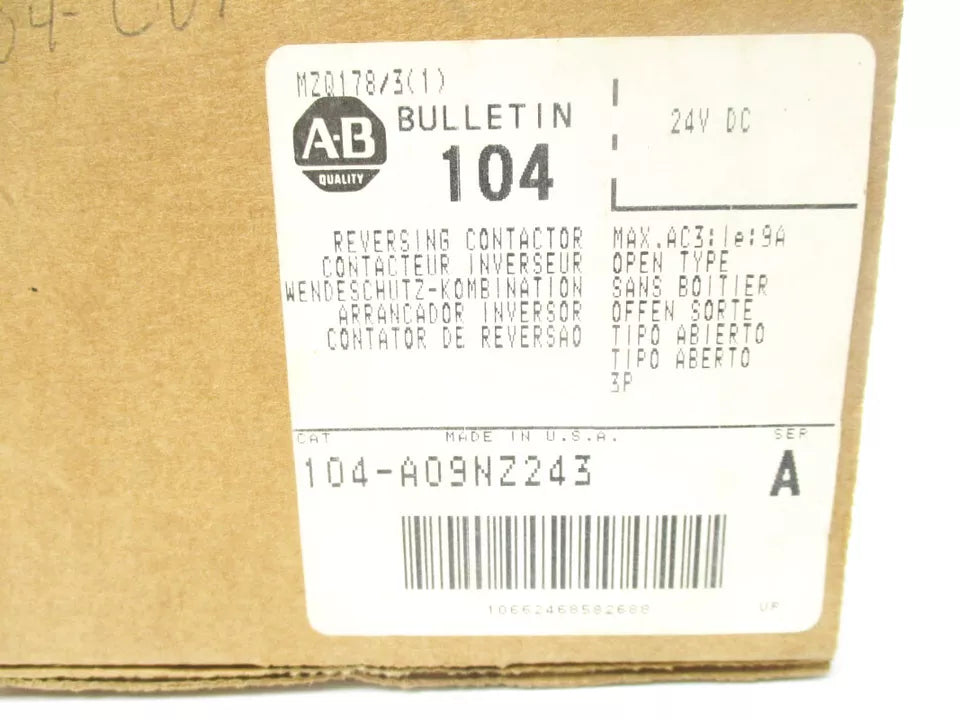 MZQ178/3(1)
A-B
QUALITY
BULLETIN
104
24V DC
REVERSING CONTACTOR
CONTACTEUR INVERSEUR
WENDESCHUTZ-KOMBINATION
ARRANCADOR INVERSOR
CONTATOR DE REVERSAO
MAX.AC3:Ie:9A
OPEN TYPE
SANS BOITIER
OFFEN SORTE
TIPO ABIERTO
TIPO ABERTO
3P
CAT MADE IN U.S.A. SER
104-A09NZ243 A
10662468582688